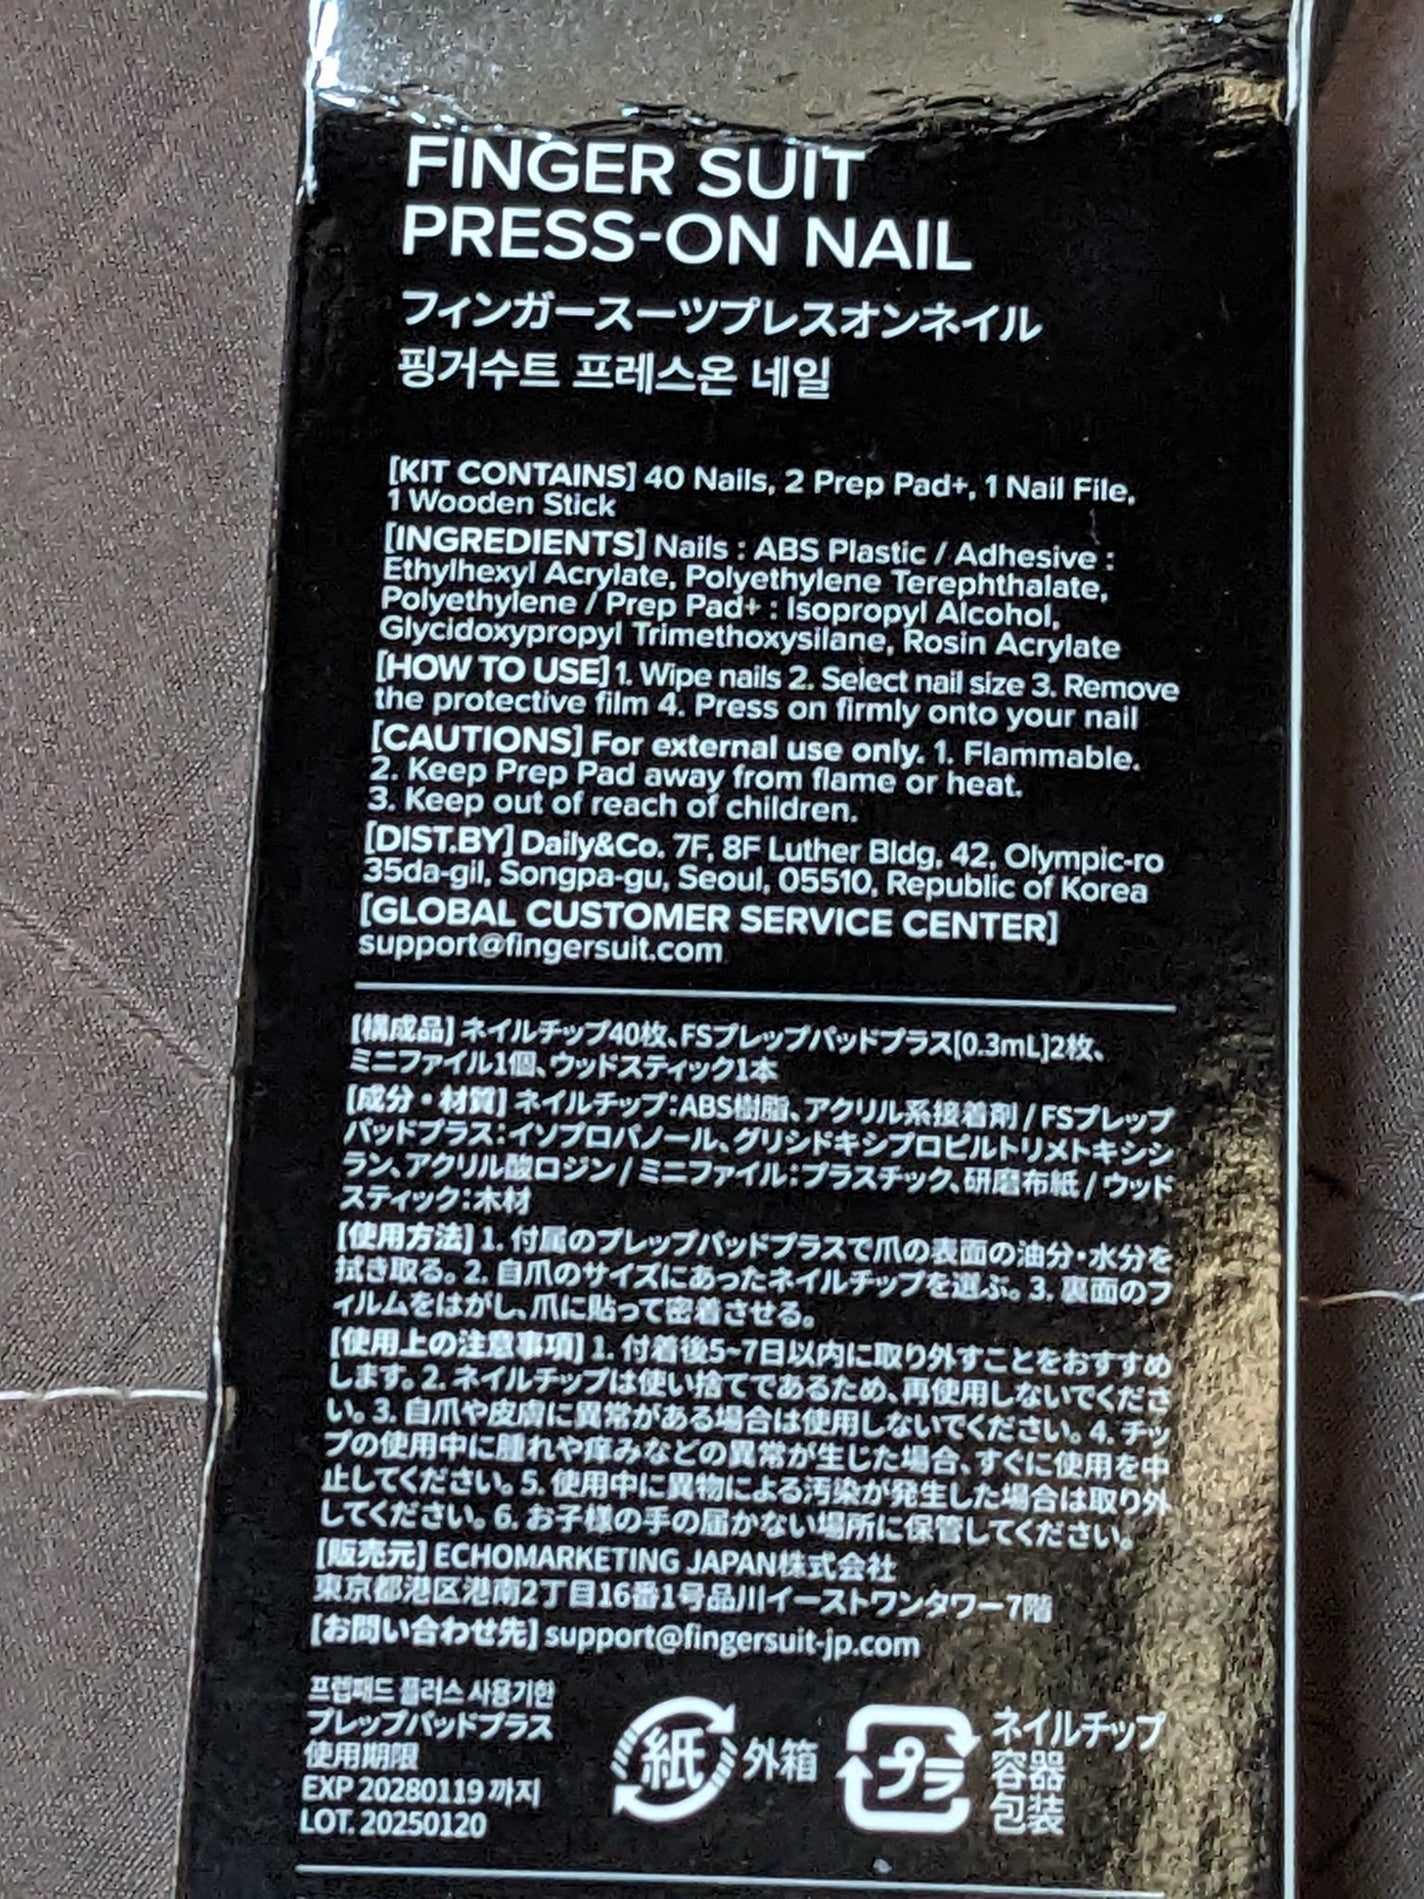 FINGER SUIT
PRESS-ON NAIL
フィンガースーツプレスオンネイル
핑거수트 프레스온 네일
[KIT CONTAINS] 40 Nails, 2 Prep Pad+, 1 Nail File,
1 Wooden Stick
[INGREDIENTS] Nails : ABS Plastic / Adhesive :
Ethylhexyl Acrylate, Polyethylene Terephthalate,
Polyethylene / Prep Pad+ : Isopropyl Alcohol,
Glycidoxypropyl Trimethoxysilane, Rosin Acrylate
[HOW TO USE] 1. Wipe nails 2. Select nail size 3. Remove
the protective film 4. Press on firmly onto your nail
[CAUTIONS] For external use only. 1. Flammable.
2. Keep Prep Pad away from flame or heat.
3. Keep out of reach of children.
[DIST.BY] Daily&Co. 7F, 8F Luther Bldg, 42, Olympic-ro
35da-gil, Songpa-gu, Seoul, 05510, Republic of Korea
[GLOBAL CUSTOMER SERVICE CENTER]
support@fingersuit.com
[構成品] ネイルチップ40枚、FSプレップパッドプラス[0.3mL]2枚、
ミニファイル1個、ウッドスティック1本
[成分・材質] ネイルチップ:ABS樹脂、アクリル系接着剤 / FSプレップ
パッドプラス:イソプロパノール、グリシドキシプロピルトリメトキシシ
ラン、アクリル酸ロジン / ミニファイル:プラスチック、研磨布紙 / ウッド
スティック:木材
[使用方法] 1. 付属のプレップパッドプラスで爪の表面の油分・水分を
拭き取る。2. 自爪のサイズにあったネイルチップを選ぶ。3. 裏面のフ
ィルムをはがし、爪に貼って密着させる。
[使用上の注意事項] 1. 付着後5~7日以内に取り外すことをおすすめ
します。2. ネイルチップは使い捨てであるため、再使用しないでくださ
い。3. 自爪や皮膚に異常がある場合は使用しないでください。4. チッ
プの使用中に腫れや痒みなどの異常が生じた場合、すぐに使用を中
止してください。5. 使用中に異物による汚染が発生した場合は取り外
してください。6. お子様の手の届かない場所に保管してください。
[販売元] ECHOMARKETING JAPAN株式会社
東京都港区港南2丁目16番1号品川イーストワンタワー7階
[お問い合わせ先] support@fingersuit-jp.com
프렙패드 플러스 사용기한
プレップパッドプラス
使用期限
EXP 20280119 까지
LOT. 20250120
紙 外箱
プラ ネイルチップ
容器
包装